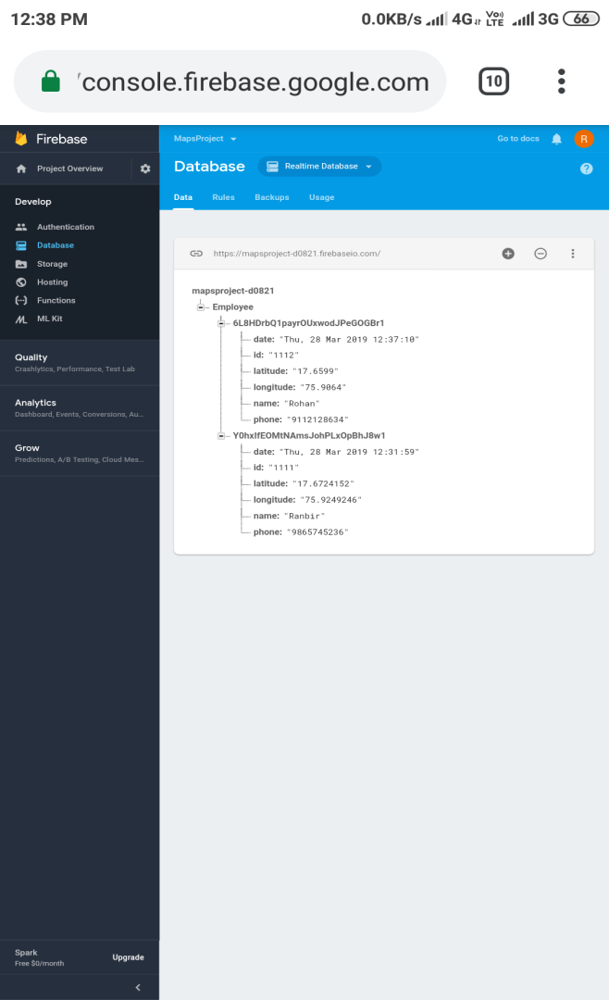 12:38 PM 0.0KB/s 4G Vo)) LTE 3G 66
console.firebase.google.com 10
Firebase
Project Overview
Develop
Authentication
Database
Storage
Hosting
Functions
ML Kit
Quality
Crashlytics, Performance, Test Lab
Analytics
Dashboard, Events, Conversions, Au...
Grow
Predictions, A/B Testing, Cloud Mes...
Spark
Free $0/month
Upgrade
MapsProject Go to docs R
Database Realtime Database
Data Rules Backups Usage
https://mapsproject-d0821.firebaseio.com/
mapsproject-d0821
Employee
6L8HDrbQ1payrOUxwodJPeGOGBr1
date: "Thu, 28 Mar 2019 12:37:10"
id: "1112"
latitude: "17.6599"
longitude: "75.9064"
name: "Rohan"
phone: "9112128634"
Y0hxIfEOMtNAmsJohPLxOpBhJ8w1
date: "Thu, 28 Mar 2019 12:31:59"
id: "1111"
latitude: "17.6724152"
longitude: "75.9249246"
name: "Ranbir"
phone: "9865745236"